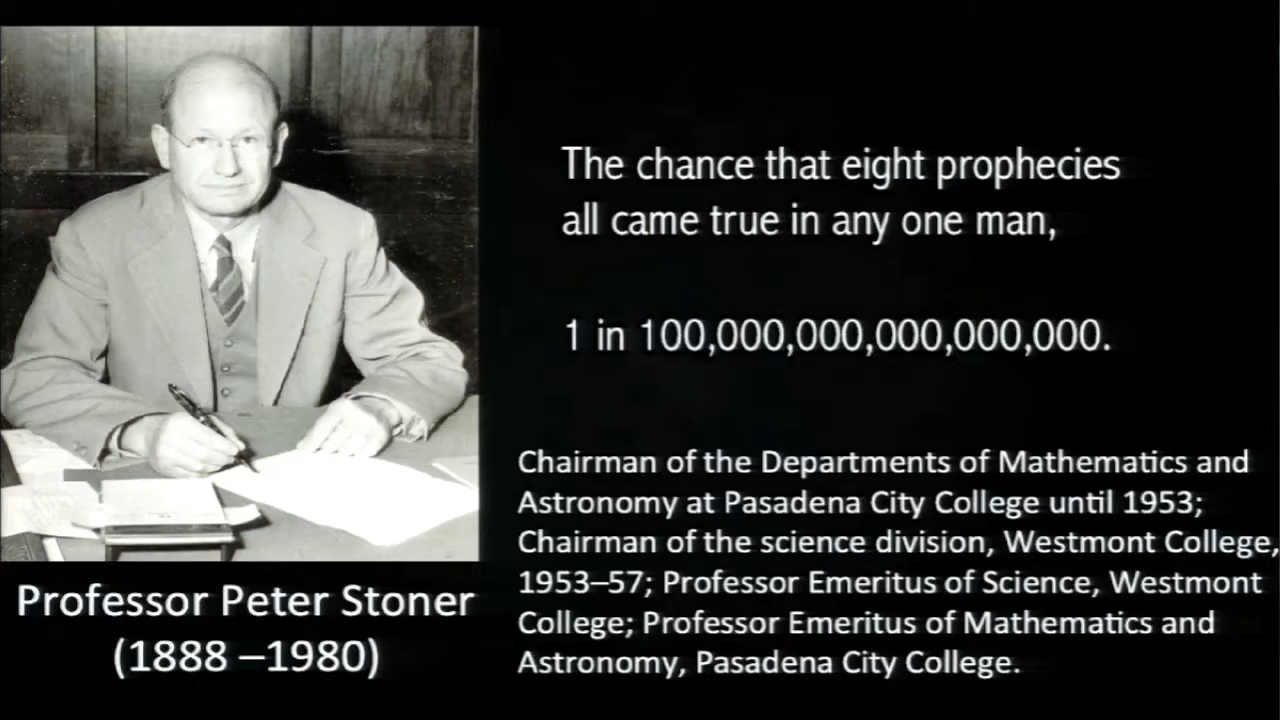 The chance that eight prophecies
all came true in any one man,
1 in 100,000,000,000,000,000.
Chairman of the Departments of Mathematics and
Astronomy at Pasadena City College until 1953;
Chairman of the science division, Westmont College,
1953–57; Professor Emeritus of Science, Westmont
College; Professor Emeritus of Mathematics and
Astronomy, Pasadena City College.
Professor Peter Stoner
(1888 –1980)